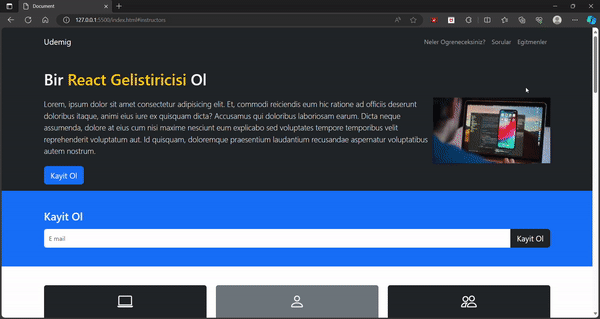 Document
127.0.0.1:5500/index.html#instructors
Udemig
Neler Ogreneceksiniz? Sorular Egitmenler
Bir React Gelistiricisi Ol
Lorem, ipsum dolor sit amet consectetur adipisicing elit. Et, commodi reiciendis eum hic ratione ad officiis deserunt
doloribus itaque, animi eius iure ex quisquam dicta? Accusamus qui doloribus laboriosam earum. Dicta neque
assumenda, dolore at eius cum nisi maxime nesciunt eum explicabo sed voluptates tempore temporibus velit
reprehenderit voluptatum aut. Id quisquam, doloremque praesentium laudantium recusandae aspernatur voluptatibus
autem nostrum.
Kayit Ol
Kayit Ol
E mail
Kayit Ol